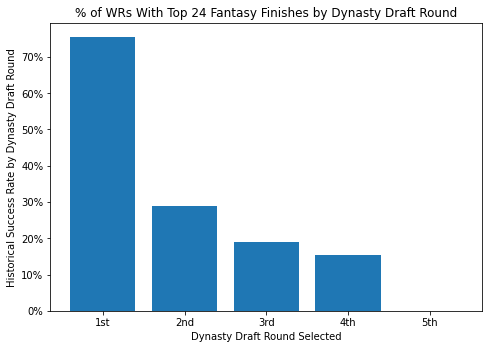 % of WRs With Top 24 Fantasy Finishes by Dynasty Draft Round
Historical Success Rate by Dynasty Draft Round
70%
60%
50%
40%
30%
20%
10%
0%
1st
2nd
3rd
4th
5th
Dynasty Draft Round Selected